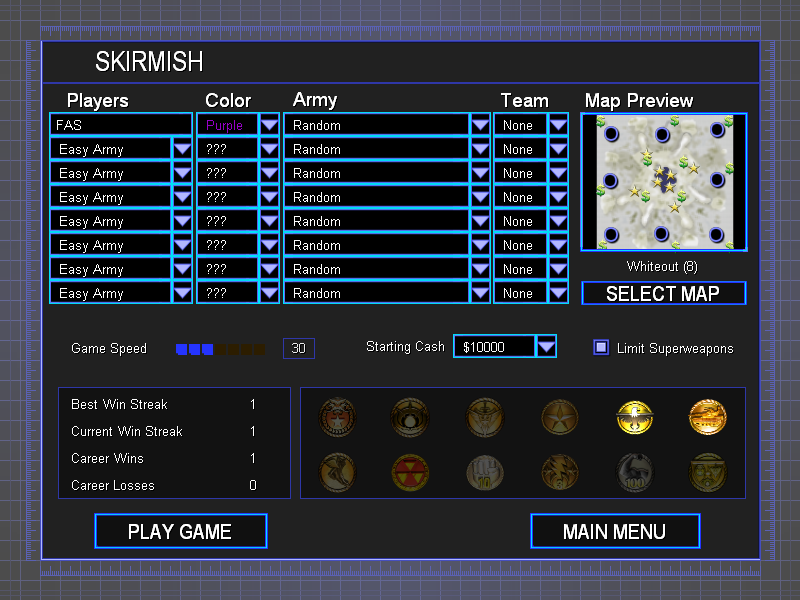 SKIRMISH
Players Color Army Team Map Preview
FAS Purple Random None
Easy Army ??? Random None
Easy Army ??? Random None
Easy Army ??? Random None
Easy Army ??? Random None
Easy Army ??? Random None
Easy Army ??? Random None
Easy Army ??? Random None
Whiteout (8)
SELECT MAP
Game Speed 30 Starting Cash $10000 Limit Superweapons
Best Win Streak 1
Current Win Streak 1
Career Wins 1
Career Losses 0
10
100
PLAY GAME MAIN MENU